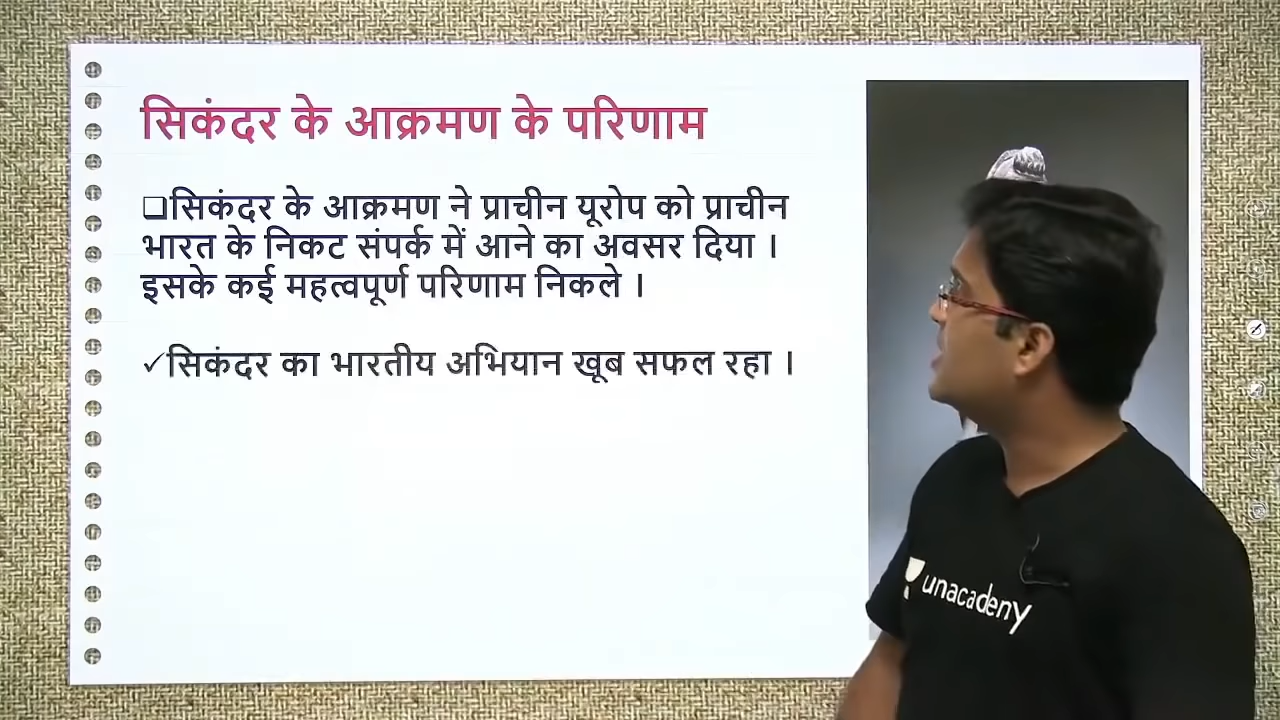 सिकंदर के आक्रमण के परिणाम
❑सिकंदर के आक्रमण ने प्राचीन यूरोप को प्राचीन
भारत के निकट संपर्क में आने का अवसर दिया ।
इसके कई महत्वपूर्ण परिणाम निकले ।
✓सिकंदर का भारतीय अभियान खूब सफल रहा ।
unacademy